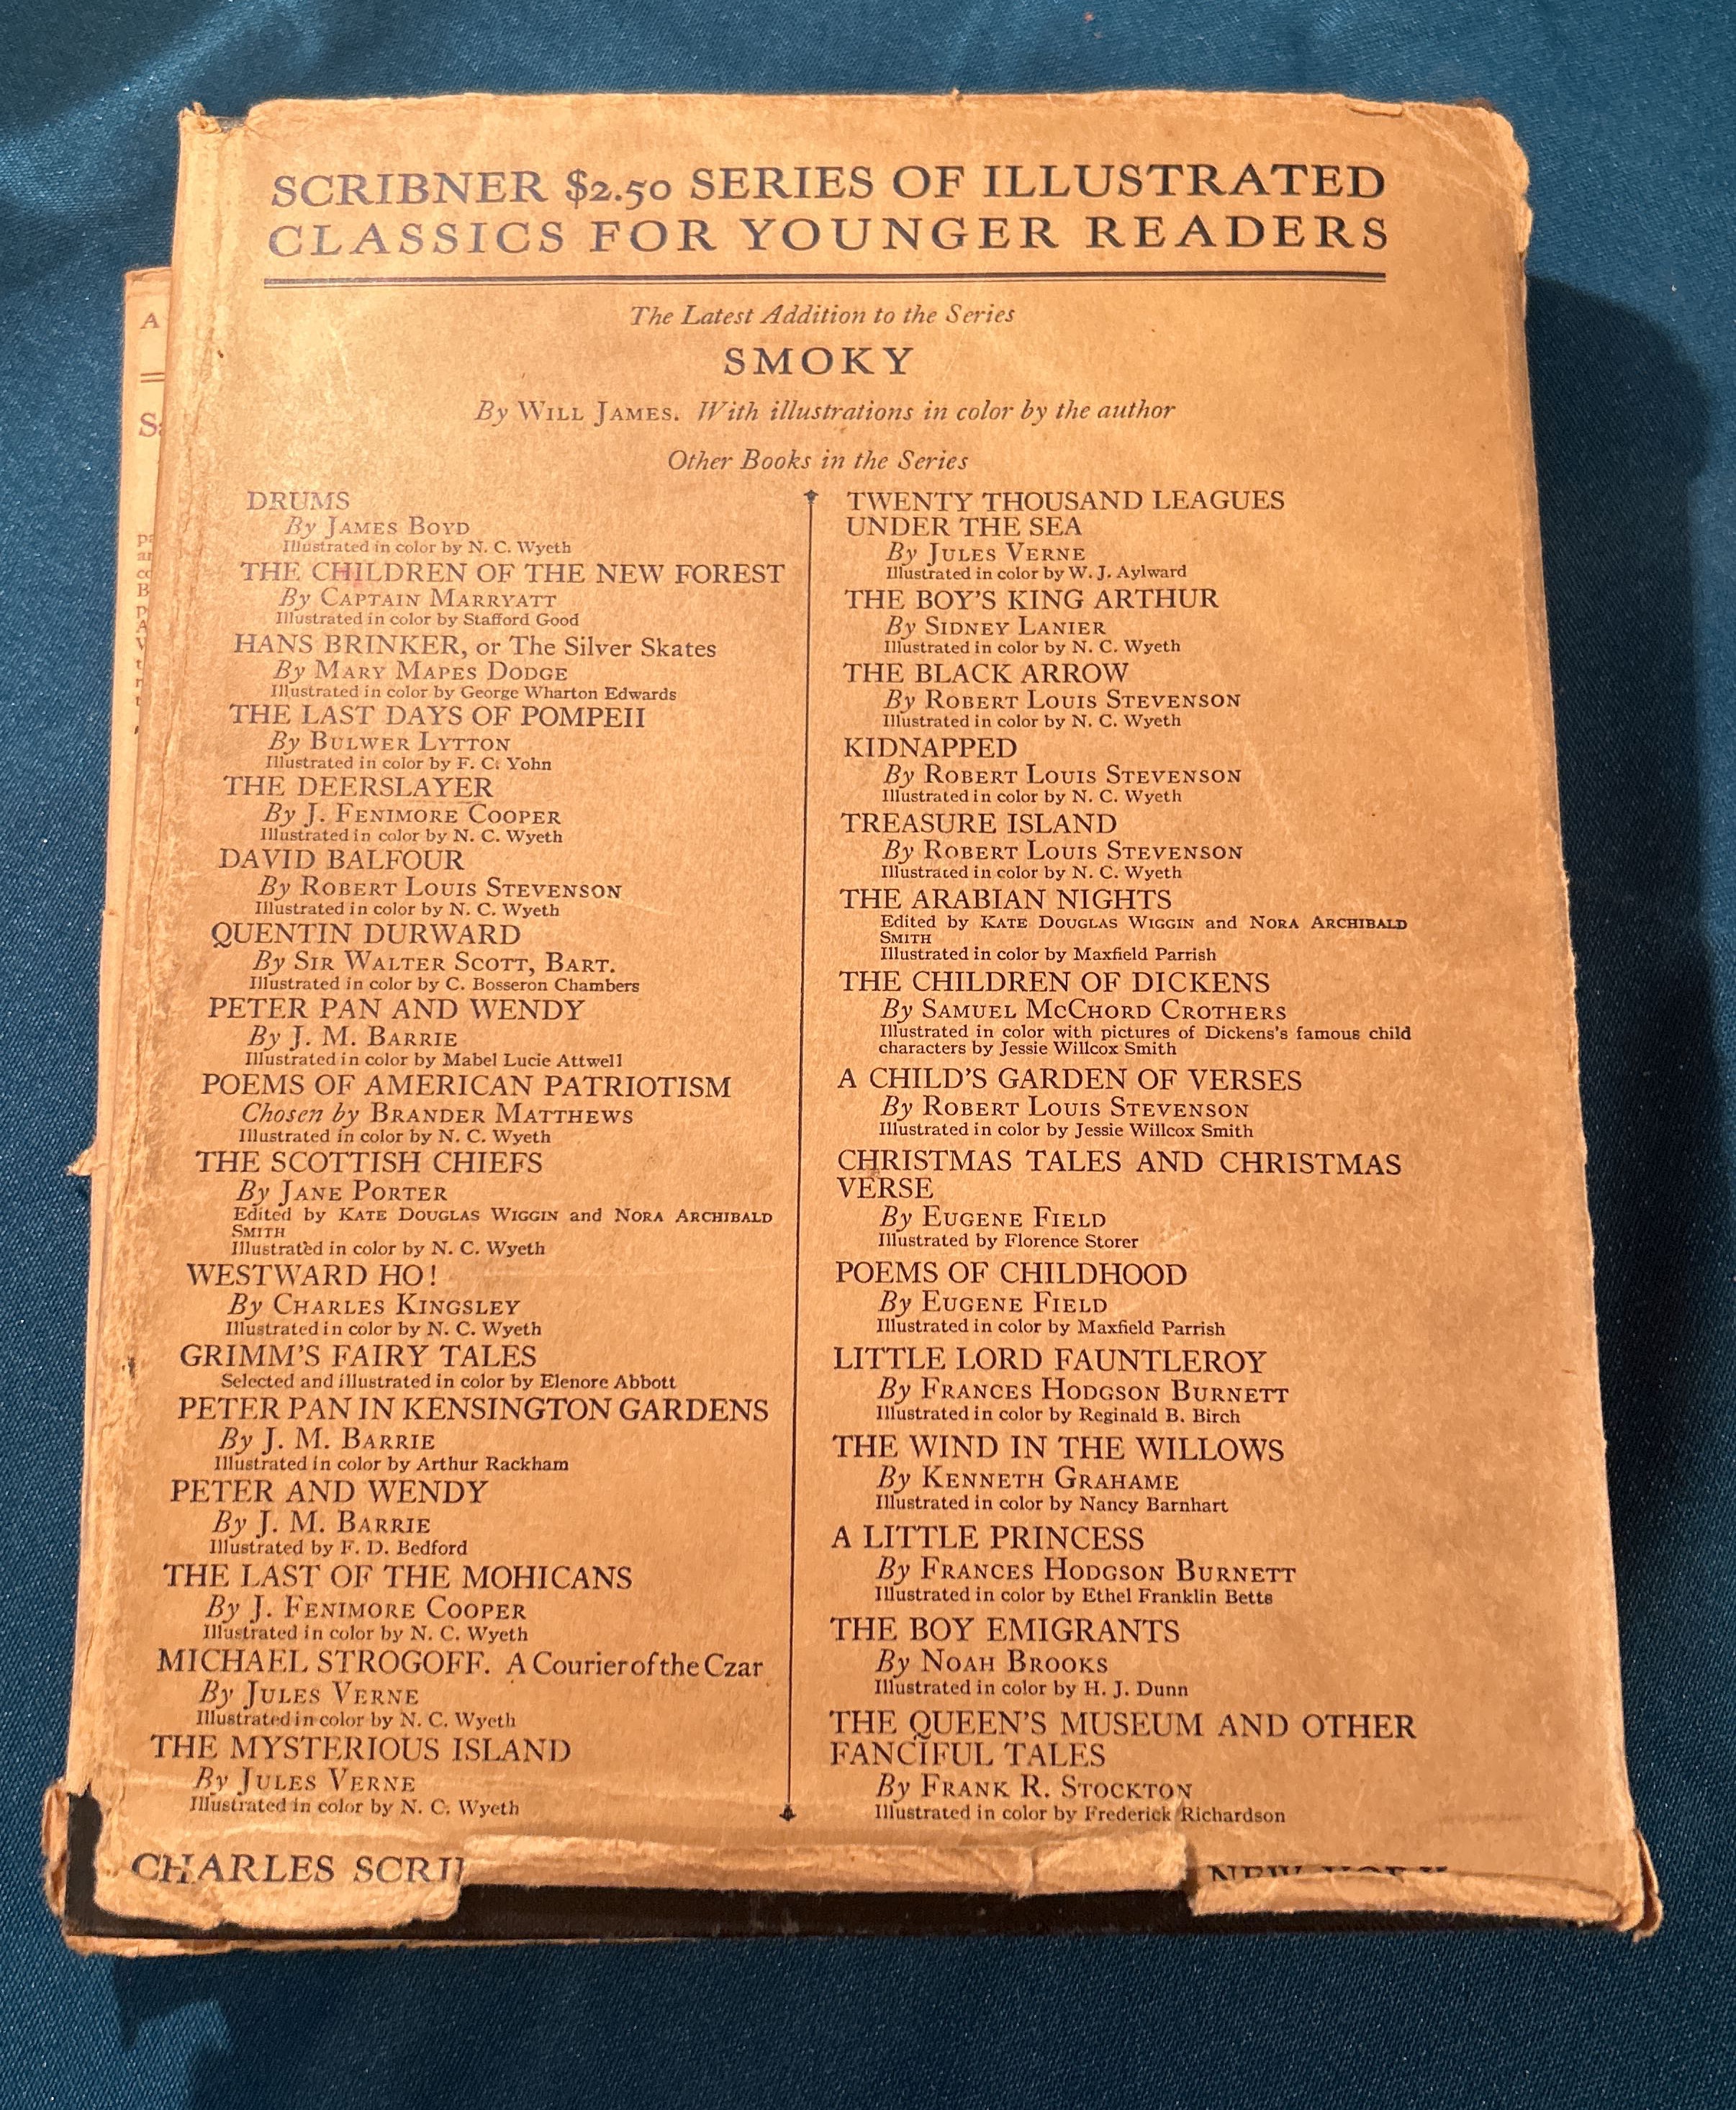 SCRIBNER $2.50 SERIES OF ILLUSTRATED
CLASSICS FOR YOUNGER READERS
The Latest Addition to the Series
SMOKY
By WILL JAMES. With illustrations in color by the author
Other Books in the Series
DRUMS
By JAMES BOYD
Illustrated in color by N. C. Wyeth
THE CHILDREN OF THE NEW FOREST
By CAPTAIN MARRYATT
Illustrated in color by Stafford Good
HANS BRINKER, or The Silver Skates
By MARY MAPES DODGE
Illustrated in color by George Wharton Edwards
THE LAST DAYS OF POMPEII
By BULWER LYTTON
Illustrated in color by F. C. Yohn
THE DEERSLAYER
By J. FENIMORE COOPER
Illustrated in color by N. C. Wyeth
DAVID BALFOUR
By ROBERT LOUIS STEVENSON
Illustrated in color by N. C. Wyeth
QUENTIN DURWARD
By SIR WALTER SCOTT, BART.
Illustrated in color by C. Bosseron Chambers
PETER PAN AND WENDY
By J. M. BARRIE
Illustrated in color by Mabel Lucie Attwell
POEMS OF AMERICAN PATRIOTISM
Chosen by BRANDER MATTHEWS
Illustrated in color by N. C. Wyeth
THE SCOTTISH CHIEFS
By JANE PORTER
Edited by KATE DOUGLAS WIGGIN and NORA ARCHIBALD
SMITH
Illustrated in color by N. C. Wyeth
WESTWARD HO!
By CHARLES KINGSLEY
Illustrated in color by N. C. Wyeth
GRIMM'S FAIRY TALES
Selected and illustrated in color by Elenore Abbott
PETER PAN IN KENSINGTON GARDENS
By J. M. BARRIE
Illustrated in color by Arthur Rackham
PETER AND WENDY
By J. M. BARRIE
Illustrated by F. D. Bedford
THE LAST OF THE MOHICANS
By J. FENIMORE COOPER
Illustrated in color by N. C. Wyeth
MICHAEL STROGOFF. A Courier of the Czar
By JULES VERNE
Illustrated in color by N. C. Wyeth
THE MYSTERIOUS ISLAND
By JULES VERNE
Illustrated in color by N. C. Wyeth
TWENTY THOUSAND LEAGUES
UNDER THE SEA
By JULES VERNE
Illustrated in color by W. J. Aylward
THE BOY'S KING ARTHUR
By SIDNEY LANIER
Illustrated in color by N. C. Wyeth
THE BLACK ARROW
By ROBERT LOUIS STEVENSON
Illustrated in color by N. C. Wyeth
KIDNAPPED
By ROBERT LOUIS STEVENSON
Illustrated in color by N. C. Wyeth
TREASURE ISLAND
By ROBERT LOUIS STEVENSON
Illustrated in color by N. C. Wyeth
THE ARABIAN NIGHTS
Edited by KATE DOUGLAS WIGGIN and NORA ARCHIBALD
SMITH
Illustrated in color by Maxfield Parrish
THE CHILDREN OF DICKENS
By SAMUEL MCCHORD CROTHERS
Illustrated in color with pictures of Dickens's famous child
characters by Jessie Willcox Smith
A CHILD'S GARDEN OF VERSES
By ROBERT LOUIS STEVENSON
Illustrated in color by Jessie Willcox Smith
CHRISTMAS TALES AND CHRISTMAS
VERSE
By EUGENE FIELD
Illustrated by Florence Storer
POEMS OF CHILDHOOD
By EUGENE FIELD
Illustrated in color by Maxfield Parrish
LITTLE LORD FAUNTLEROY
By FRANCES HODGSON BURNETT
Illustrated in color by Reginald B. Birch
THE WIND IN THE WILLOWS
By KENNETH GRAHAME
Illustrated in color by Nancy Barnhart
A LITTLE PRINCESS
By FRANCES HODGSON BURNETT
Illustrated in color by Ethel Franklin Betts
THE BOY EMIGRANTS
By NOAH BROOKS
Illustrated in color by H. J. Dunn
THE QUEEN'S MUSEUM AND OTHER
FANCIFUL TALES
By FRANK R. STOCKTON
Illustrated in color by Frederick Richardson
CHARLES SCRI NEW YORK